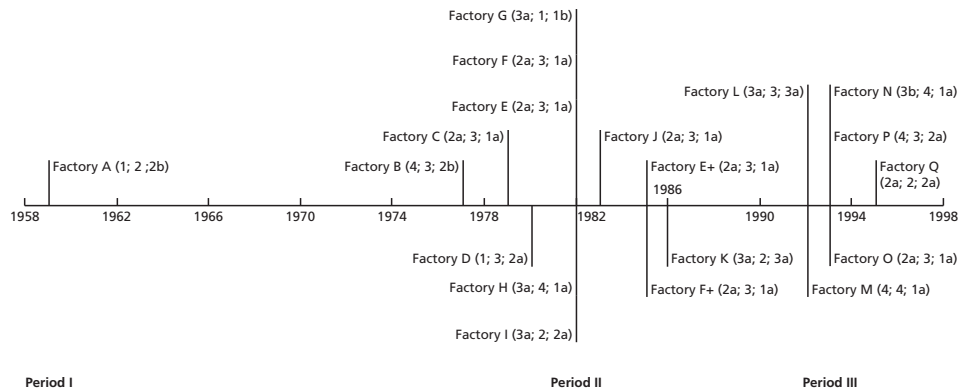 Factory G (3a; 1; 1b)
Factory F (2a; 3; 1a)
Factory L (3a; 3; 3a)
Factory N (3b; 4; 1a)
Factory E (2a; 3; 1a)
Factory C (2a; 3; 1a)
Factory J (2a; 3; 1a)
Factory P (4; 3; 2a)
Factory A (1; 2 ;2b)
Factory B (4; 3; 2b)
Factory E+ (2a; 3; 1a)
Factory Q
(2a; 2; 2a)
1986
1958 1962 1966 1970 1974 1978 1982 1990 1994 1998
Factory D (1; 3; 2a)
Factory K (3a; 2; 3a)
Factory O (2a; 3; 1a)
Factory H (3a; 4; 1a)
Factory F+ (2a; 3; 1a)
Factory M (4; 4; 1a)
Factory I (3a; 2; 2a)
Period I Period II Period III